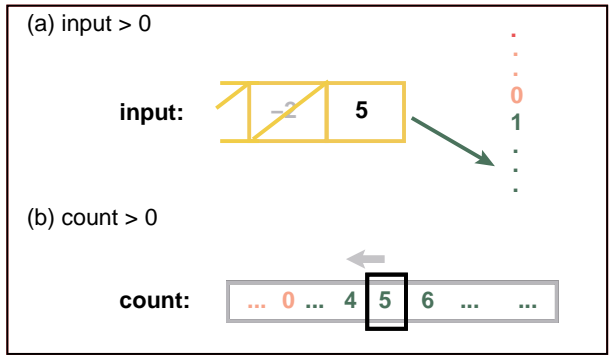 (a) input > 0
.
.
.
0
1
.
.
.
input: –2 5
(b) count > 0
count: ... 0 ... 4 5 6 ... ...